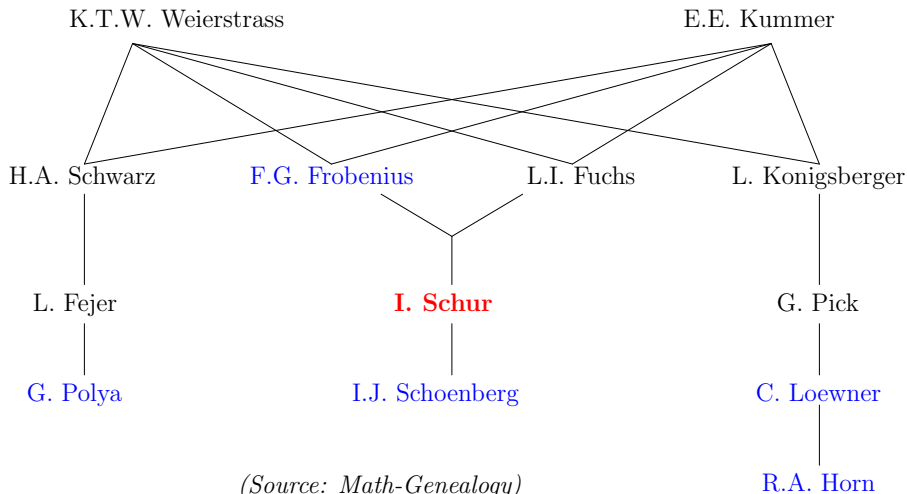 K.T.W. Weierstrass E.E. Kummer
H.A. Schwarz F.G. Frobenius L.I. Fuchs L. Konigsberger
L. Fejer I. Schur G. Pick
G. Polya I.J. Schoenberg C. Loewner
(Source: Math-Genealogy) R.A. Horn